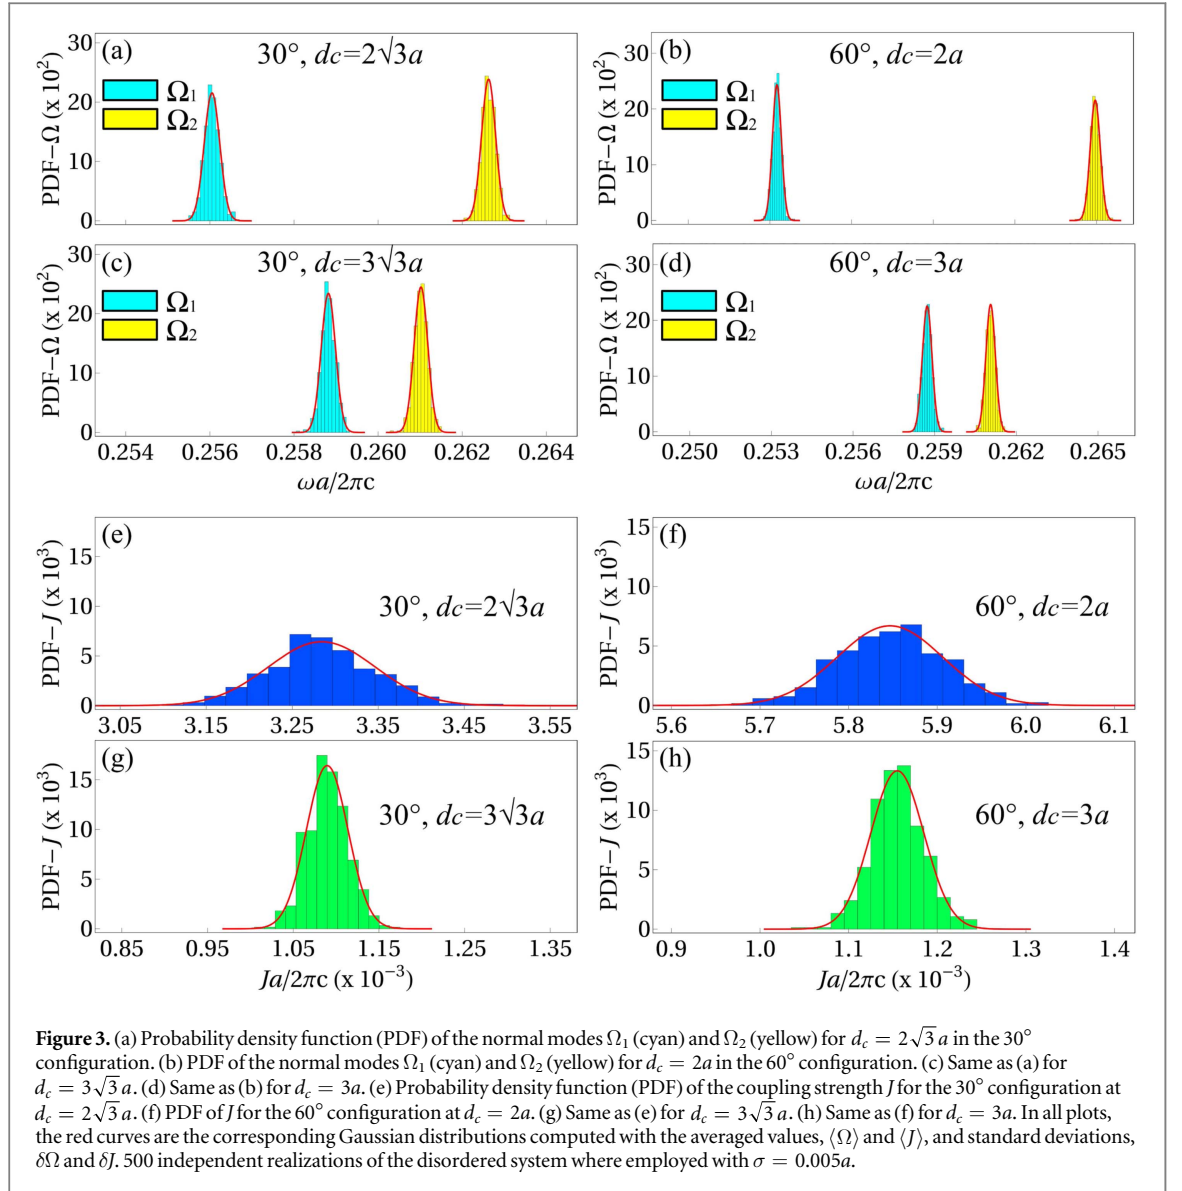 (a)
30°, dc=2√3a
Ω₁
Ω₂
PDF–Ω (x 10²)
30
20
10
0
(b)
60°, dc=2a
Ω₁
Ω₂
PDF–Ω (x 10²)
30
20
10
0
(c)
30°, dc=3√3a
Ω₁
Ω₂
PDF–Ω (x 10²)
30
20
10
0
0.254 0.256 0.258 0.260 0.262 0.264
ωa/2πc
(d)
60°, dc=3a
Ω₁
Ω₂
PDF–Ω (x 10²)
30
20
10
0
0.250 0.253 0.256 0.259 0.262 0.265
ωa/2πc
(e)
30°, dc=2√3a
PDF–J (x 10³)
15
10
5
0
3.05 3.15 3.25 3.35 3.45 3.55
(f)
60°, dc=2a
PDF–J (x 10³)
15
10
5
0
5.6 5.7 5.8 5.9 6.0 6.1
(g)
30°, dc=3√3a
PDF–J (x 10³)
15
10
5
0
0.85 0.95 1.05 1.15 1.25 1.35
Ja/2πc (x 10⁻³)
(h)
60°, dc=3a
PDF–J (x 10³)
15
10
5
0
0.9 1.0 1.1 1.2 1.3 1.4
Ja/2πc (x 10⁻³)
Figure 3. (a) Probability density function (PDF) of the normal modes Ω₁ (cyan) and Ω₂ (yellow) for d_c = 2√3 a in the 30°
configuration. (b) PDF of the normal modes Ω₁ (cyan) and Ω₂ (yellow) for d_c = 2a in the 60° configuration. (c) Same as (a) for
d_c = 3√3 a. (d) Same as (b) for d_c = 3a. (e) Probability density function (PDF) of the coupling strength J for the 30° configuration at
d_c = 2√3 a. (f) PDF of J for the 60° configuration at d_c = 2a. (g) Same as (e) for d_c = 3√3 a. (h) Same as (f) for d_c = 3a. In all plots,
the red curves are the corresponding Gaussian distributions computed with the averaged values, ⟨Ω⟩ and ⟨J⟩, and standard deviations,
δΩ and δJ. 500 independent realizations of the disordered system where employed with σ = 0.005a.